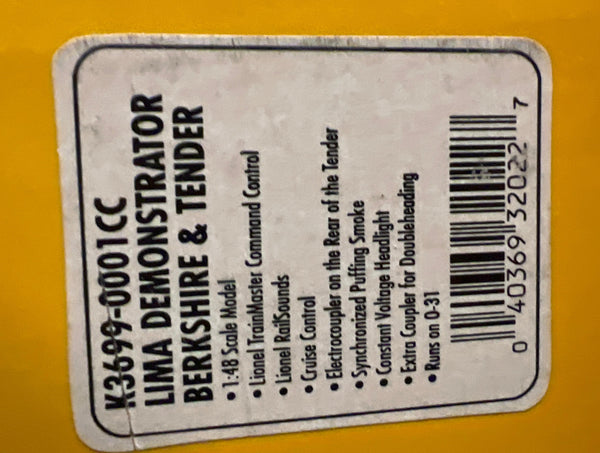 K3699-0001CC
LIMA DEMONSTRATOR
BERKSHIRE & TENDER
• 1:48 Scale Model
• Lionel TrainMaster Command Control
• Lionel RailSounds
• Cruise Control
• Electrocoupler on the Rear of the Tender
• Synchronized Puffing Smoke
• Constant Voltage Headlight
• Extra Coupler for Doubleheading
• Runs on O-31
0 40369 32022 7